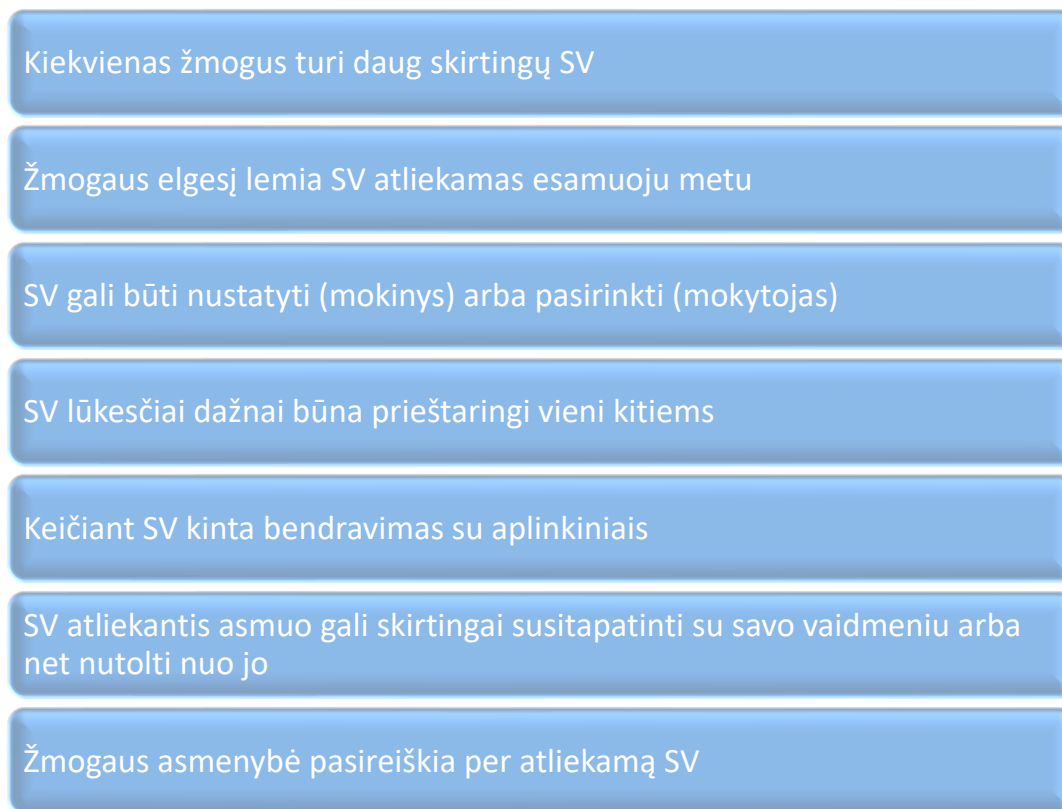 Kiekvienas žmogus turi daug skirtingų SV
Žmogaus elgesį lemia SV atliekamas esamuoju metu
SV gali būti nustatyti (mokinys) arba pasirinkti (mokytojas)
SV lūkesčiai dažnai būna prieštaringi vieni kitiems
Keičiant SV kinta bendravimas su aplinkiniais
SV atliekantis asmuo gali skirtingai susitapatinti su savo vaidmeniu arba
net nutolti nuo jo
Žmogaus asmenybė pasireiškia per atliekamą SV